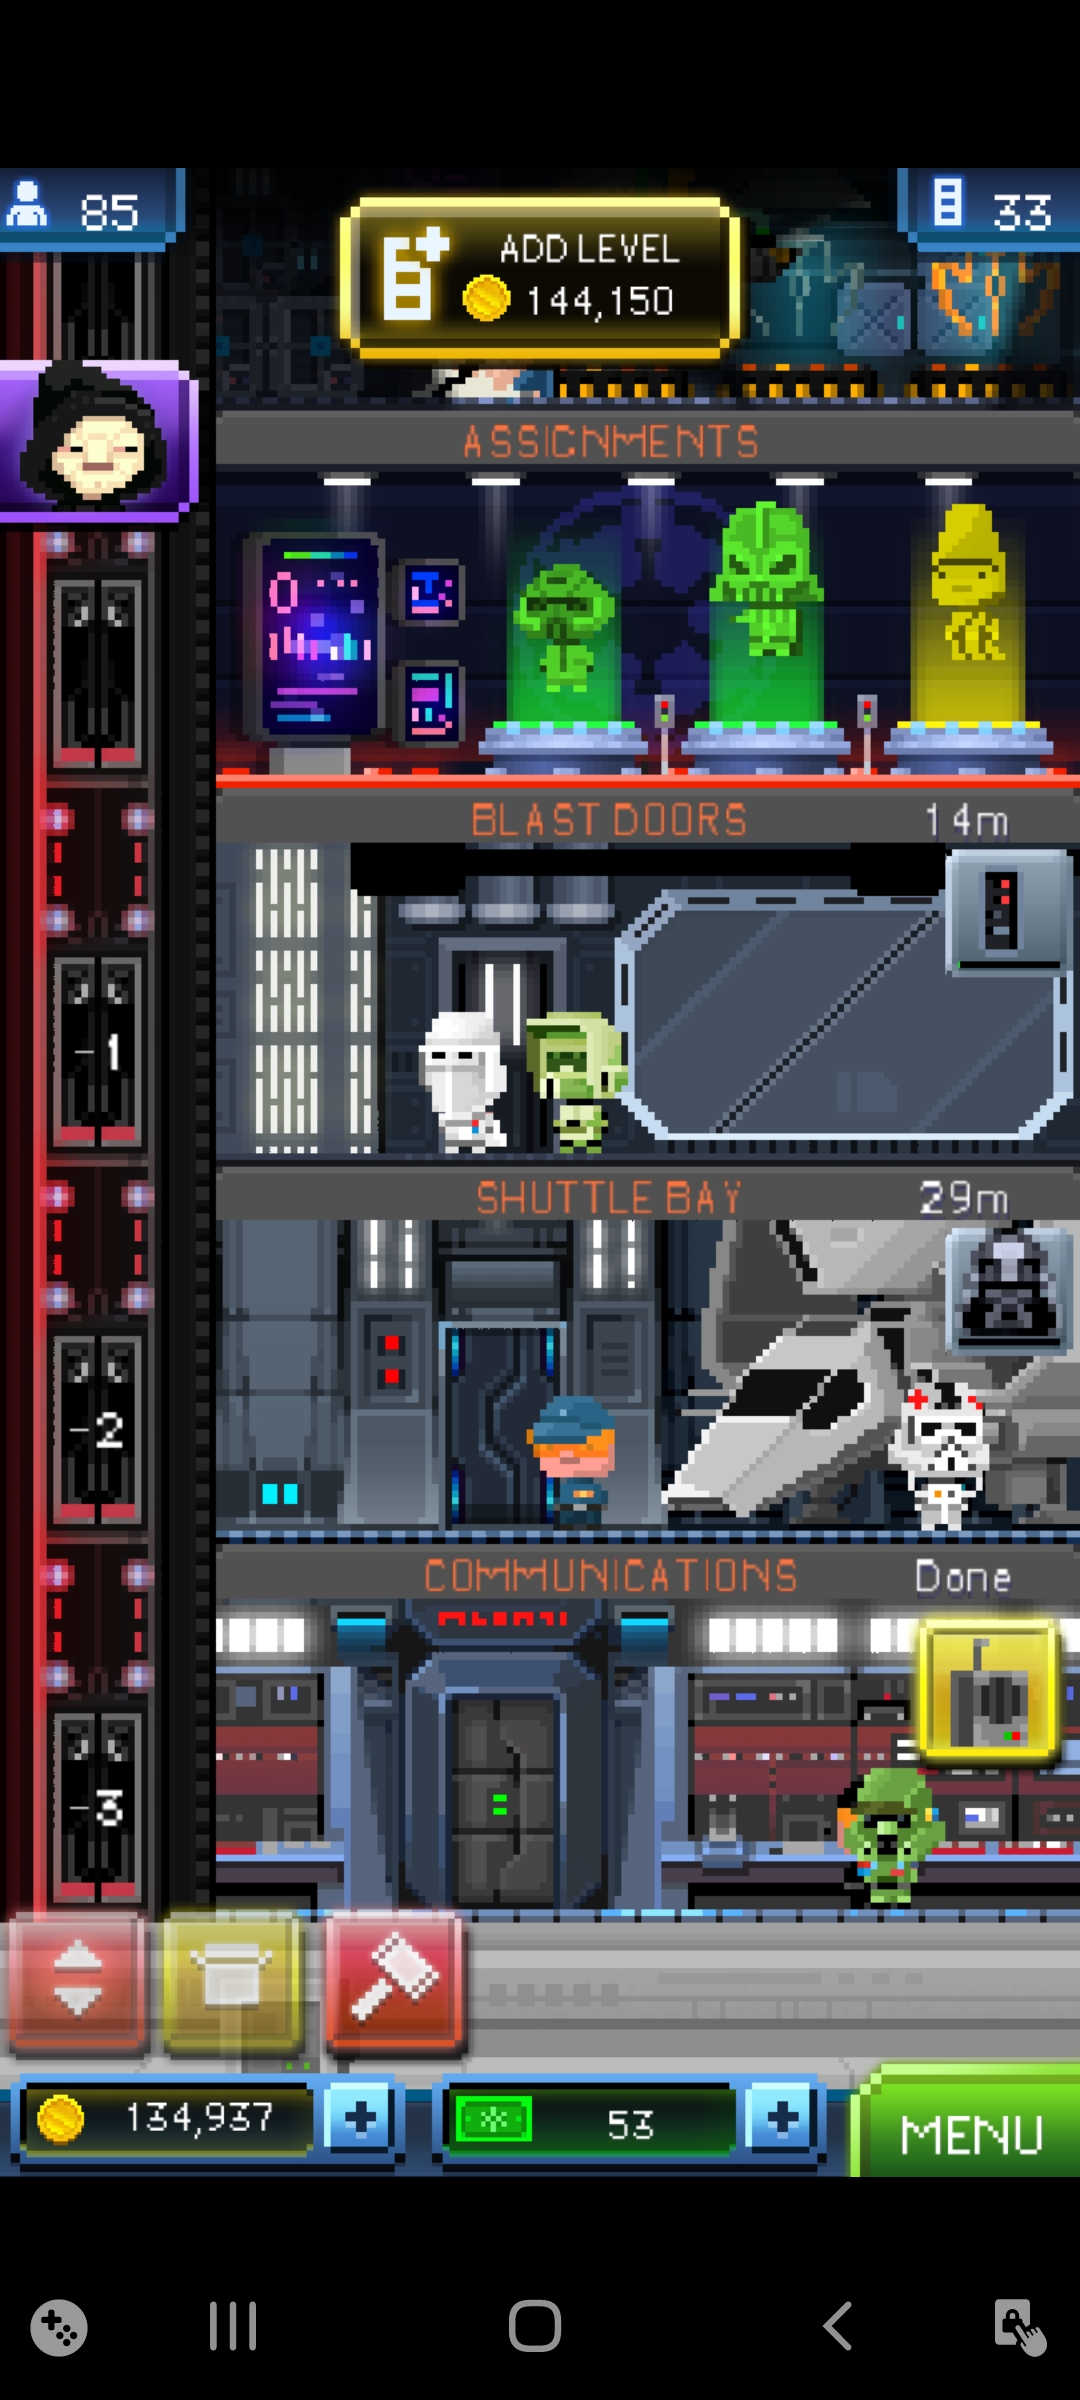 85
ADD LEVEL
144,150
33
ASSIGNMENTS
BLAST DOORS 14m
-1
SHUTTLE BAY 29m
-2
COMMUNICATIONS Done
-3
134,937
53
MENU